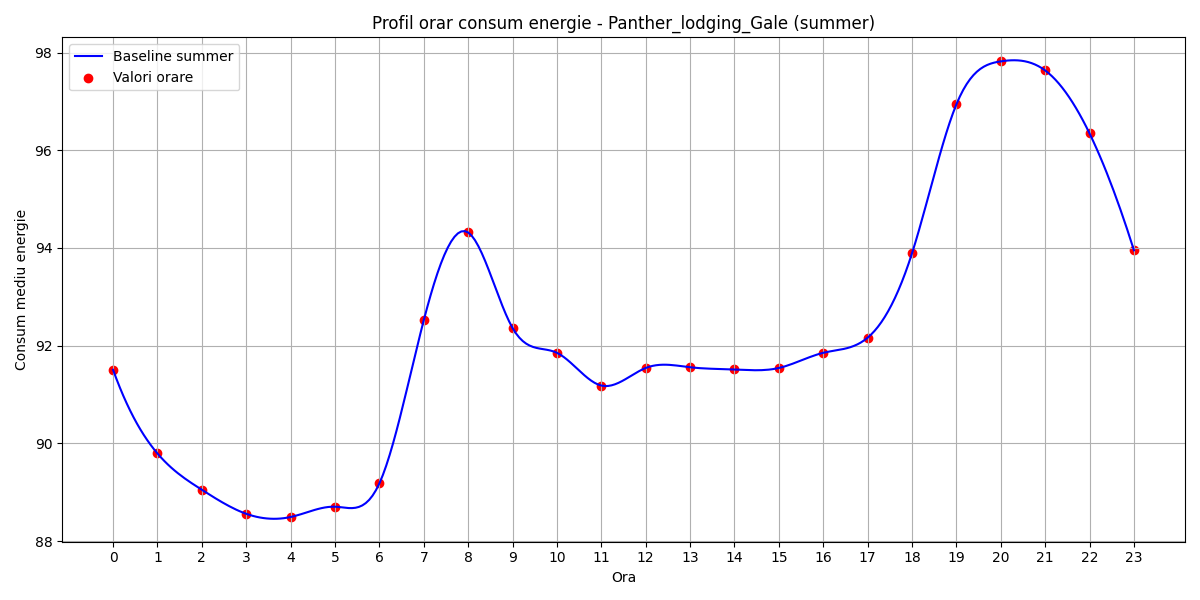 Profil orar consum energie - Panther_lodging_Gale (summer)
Baseline summer
Valori orare
Consum mediu energie
98
96
94
92
90
88
0 1 2 3 4 5 6 7 8 9 10 11 12 13 14 15 16 17 18 19 20 21 22 23
Ora